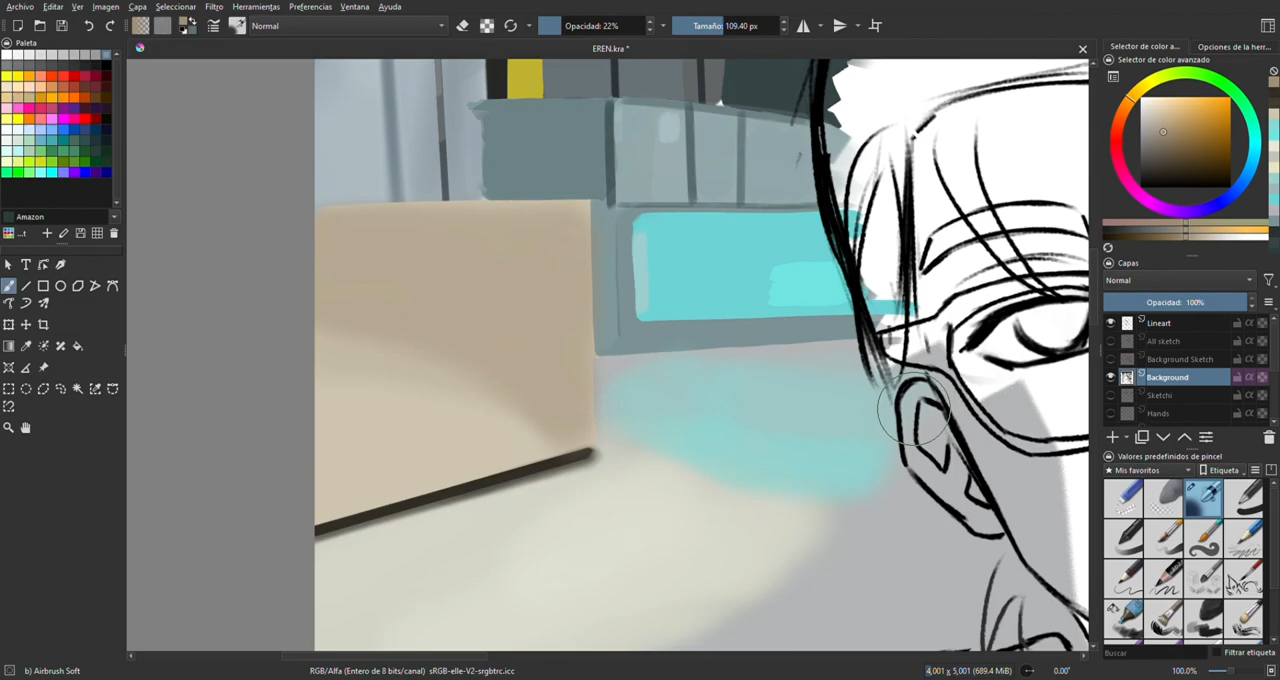 Archivo Editar Ver Imagen Capa Seleccionar Filtro Herramientas Preferencias Ventana Ayuda
Normal Opacidad: 22% Tamaño: 109.40 px
Paleta
EREN.kra *
Selector de color a... Opciones de la herr...
Selector de color avanzado
Amazon
...t
Capas
Normal
Opacidad: 100%
Lineart
All sketch
Background Sketch
Background
Sketchi
Hands
Valores predefinidos de pincel
Mis favoritos Etiqueta
Buscar Filtrar etiqueta
b) Airbrush Soft RGB/Alfa (Entero de 8 bits/canal) sRGB-elle-V2-srgbtrc.icc 4,001 x 5,001 (689.4 MiB) 0.00° 100.0%